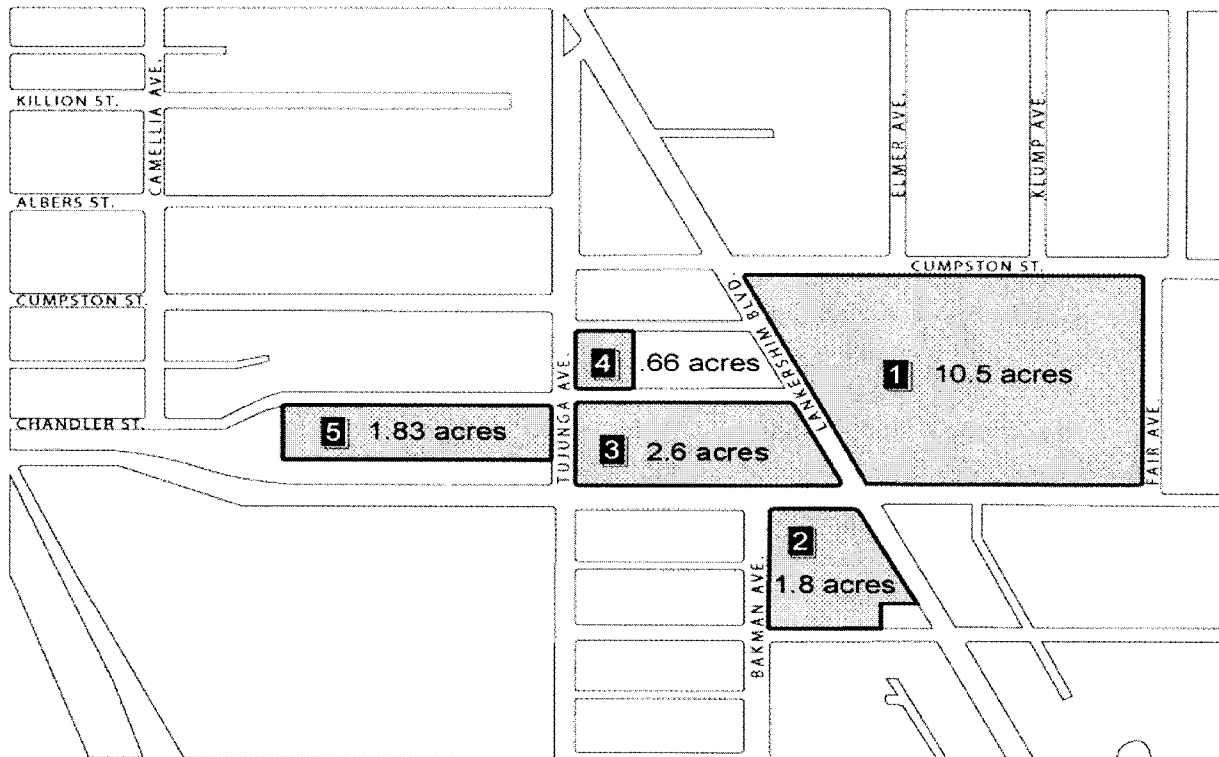 KILLION ST.
CAMELLIA AVE.
ELMER AVE.
KLUMP AVE.
ALBERS ST.
CUMPSTON ST.
CUMPSTON ST.
LANKERSHIM BLVD.
4 .66 acres
1 10.5 acres
TUJUNGA AVE.
CHANDLER ST.
5 1.83 acres
3 2.6 acres
FAIR AVE.
2
1.8 acres
BAKMAN AVE.